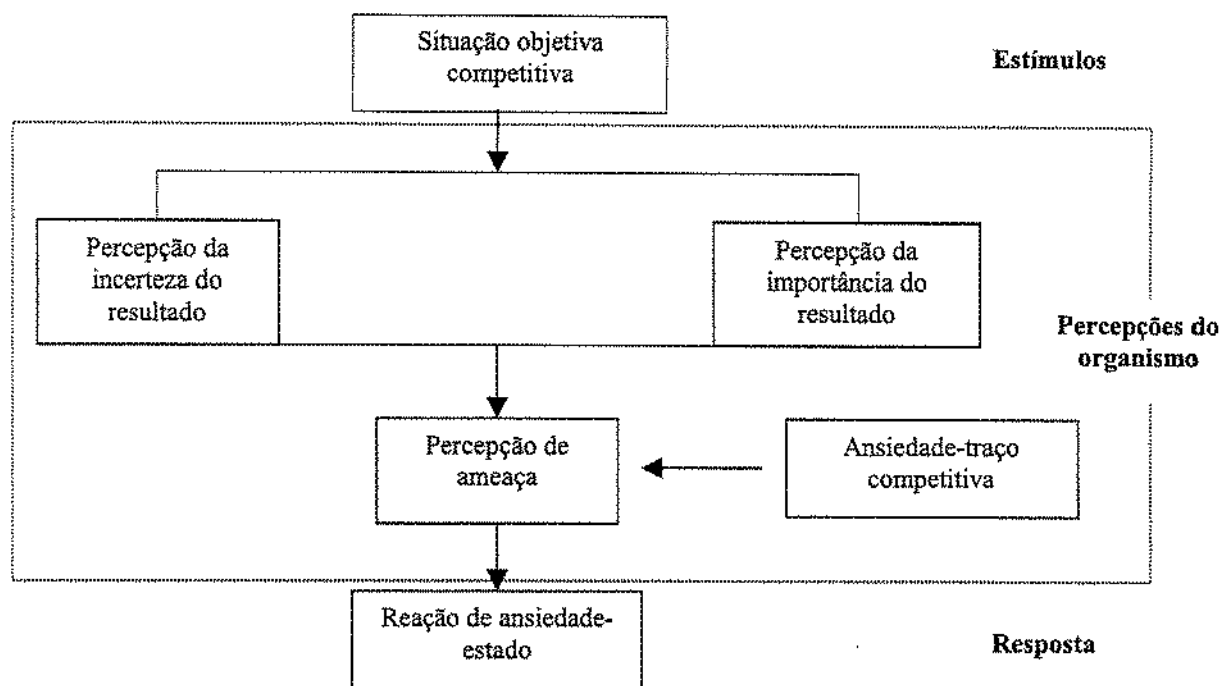 Situação objetiva
competitiva
Estímulos
Percepção da
incerteza do
resultado
Percepção da
importância do
resultado
Percepções do
organismo
Percepção de
ameaça
Ansiedade-traço
competitiva
Reação de ansiedade-
estado
Resposta